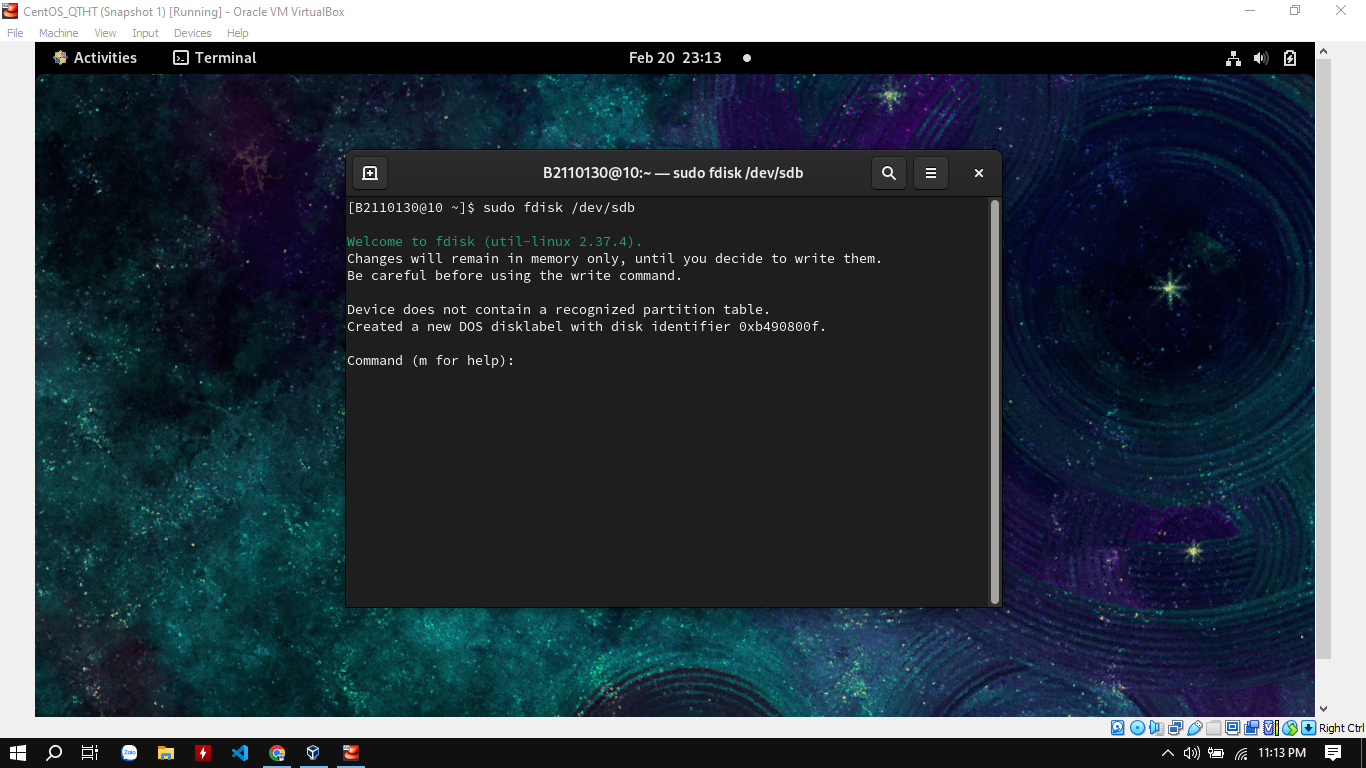 CentOS_QTHT (Snapshot 1) [Running] - Oracle VM VirtualBox
File Machine View Input Devices Help
Activities Terminal Feb 20 23:13
B2110130@10:~ — sudo fdisk /dev/sdb
[B2110130@10 ~]$ sudo fdisk /dev/sdb
Welcome to fdisk (util-linux 2.37.4).
Changes will remain in memory only, until you decide to write them.
Be careful before using the write command.
Device does not contain a recognized partition table.
Created a new DOS disklabel with disk identifier 0xb490800f.
Command (m for help):
Right Ctrl
Zalo
11:13 PM